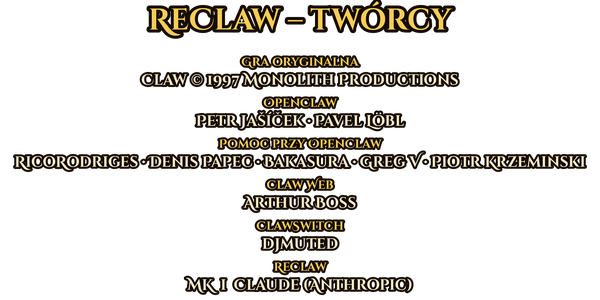 ReClaw – Twórcy
Gra oryginalna
Claw © 1997 Monolith Productions
OpenClaw
Petr Jašíček • Pavel Löbl
Pomoc przy OpenClaw
RicoRodriges • Denis Papec • Bakasura • Greg V • Piotr Krzeminski
Claw Web
Arthur Boss
ClawSwitch
DJMuted
ReClaw
MK_1 Claude (Anthropic)